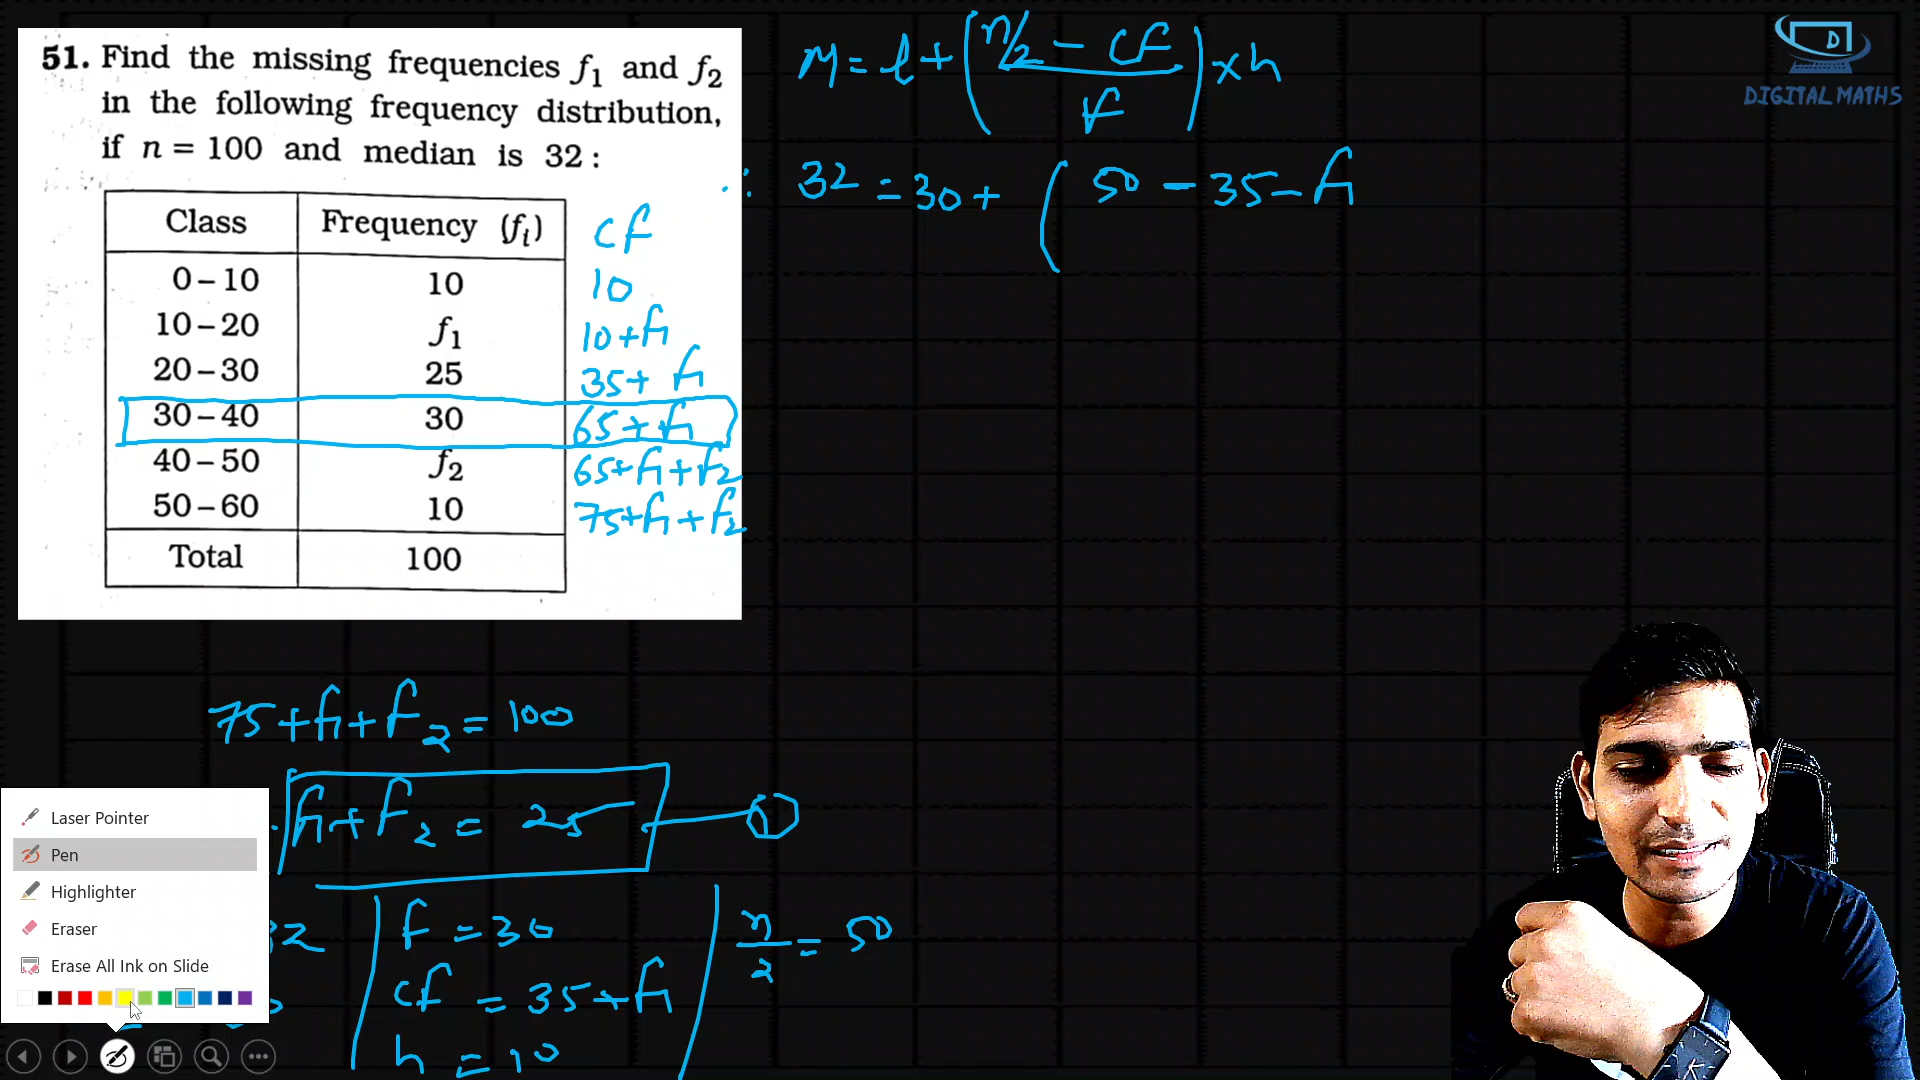 51. Find the missing frequencies f₁ and f₂
in the following frequency distribution,
if n = 100 and median is 32 :
Class Frequency (fᵢ) cf
0 – 10 10 10
10 – 20 f₁ 10+f₁
20 – 30 25 35+ f₁
30 – 40 30 65+f₁
40 – 50 f₂ 65+f₁+f₂
50 – 60 10 75+f₁+f₂
Total 100
M = l + (n/2 - cf / f) × h
∴ 32 = 30 + ( 50 - 35 - f₁
D
DIGITAL MATHS
75+f₁+f₂ = 100
f₁+f₂ = 25 ①
32 f = 30 n/2 = 50
cf = 35+f₁
h = 10
Laser Pointer
Pen
Highlighter
Eraser
Erase All Ink on Slide